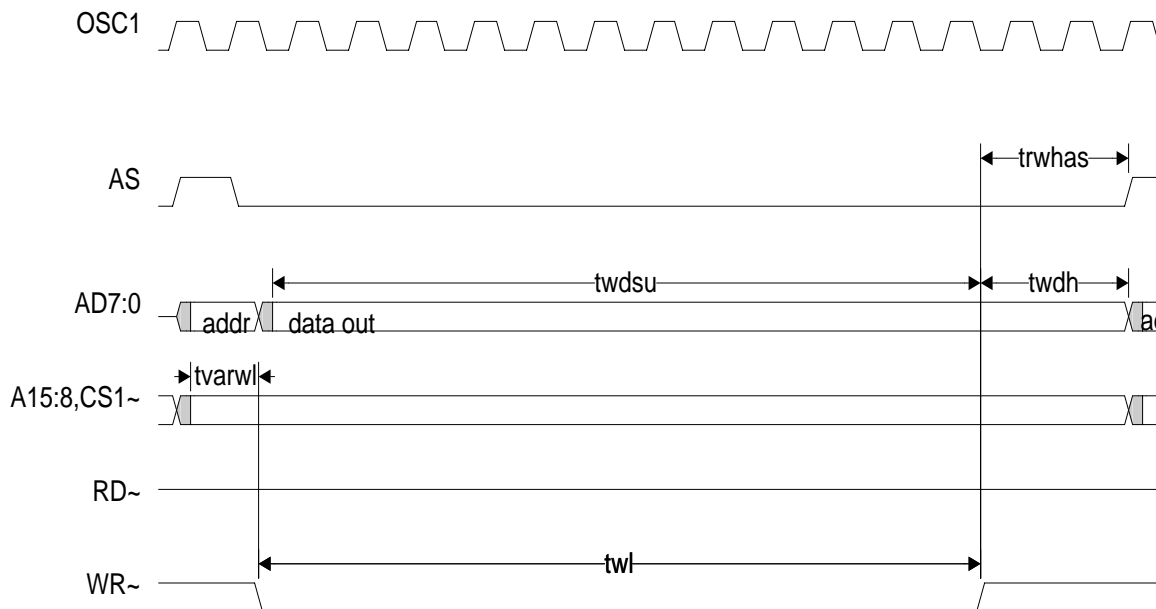 OSC1
trwhas
AS
twdsu
twdh
AD7:0
addr
data out
tvarwl
A15:8,CS1~
RD~
twl
WR~